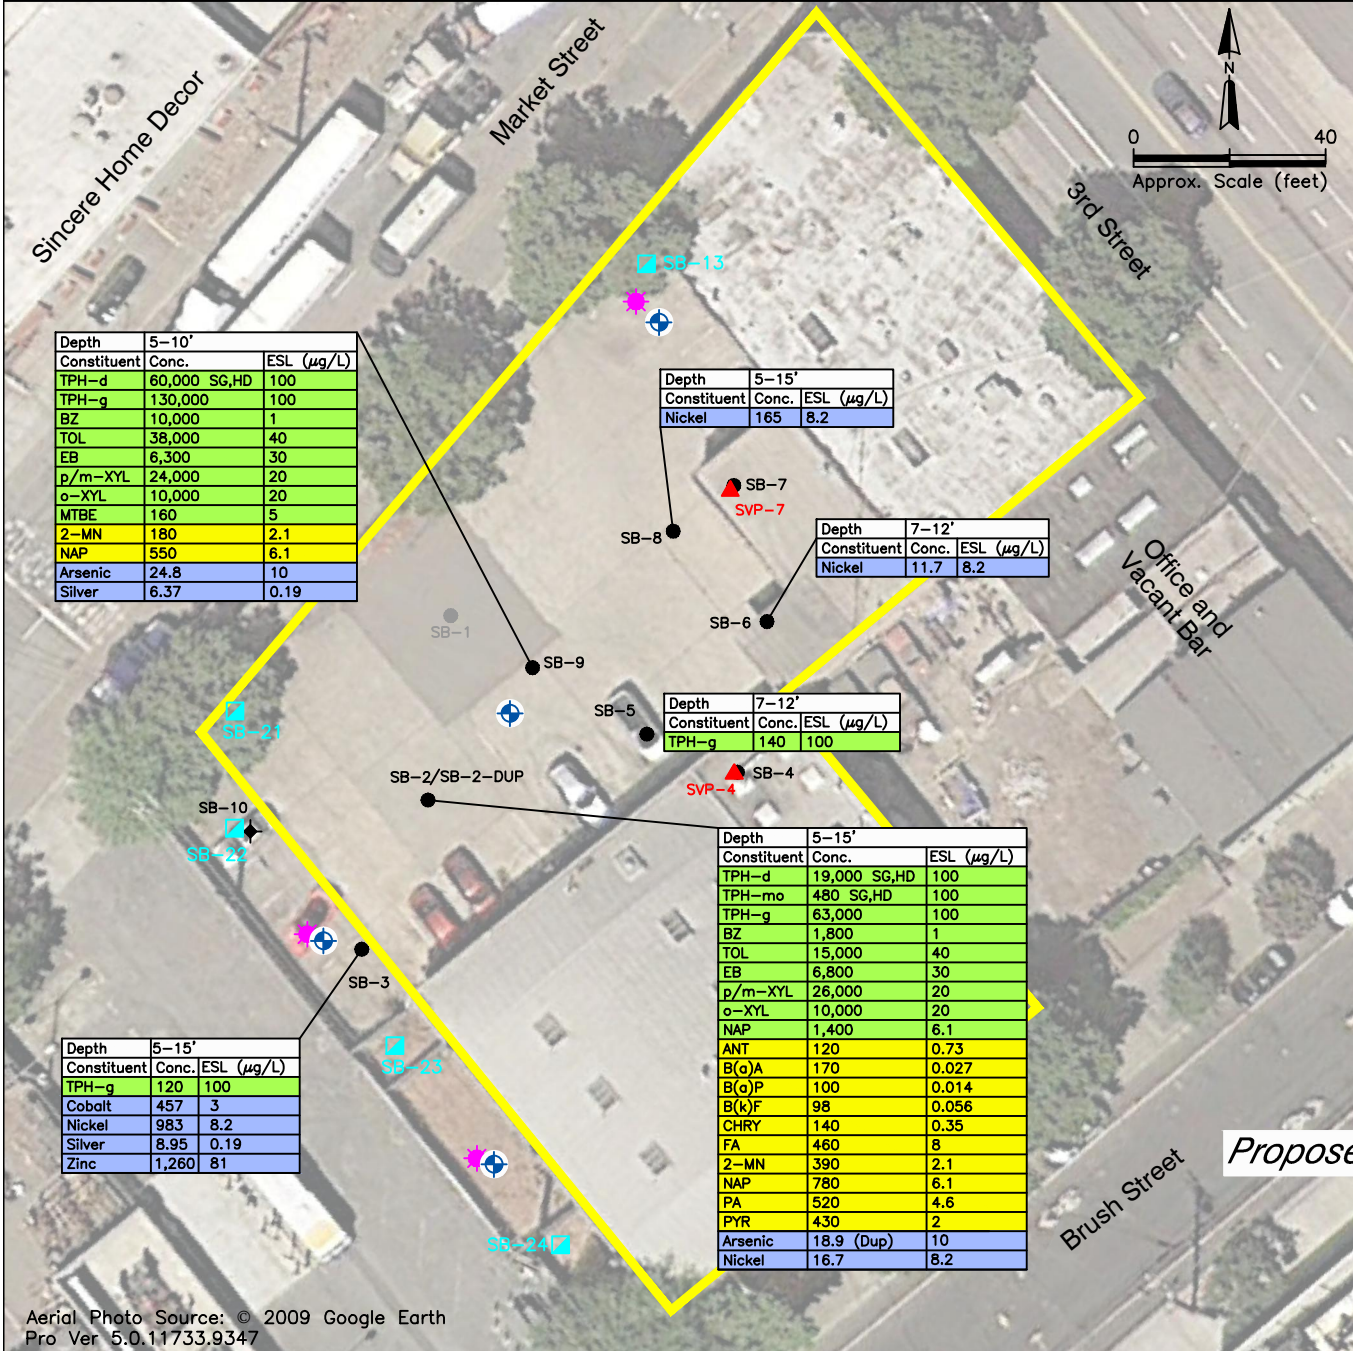 Sincere Home Decor
Market Street
N
0 40
Approx. Scale (feet)
3rd Street
SB-13
Depth 5-10'
Constituent Conc. ESL (µg/L)
TPH-d 60,000 SG,HD 100
TPH-g 130,000 100
BZ 10,000 1
TOL 38,000 40
EB 6,300 30
p/m-XYL 24,000 20
o-XYL 10,000 20
MTBE 160 5
2-MN 180 2.1
NAP 550 6.1
Arsenic 24.8 10
Silver 6.37 0.19
Depth 5-15'
Constituent Conc. ESL (µg/L)
Nickel 165 8.2
SB-7
SVP-7
SB-8
Depth 7-12'
Constituent Conc. ESL (µg/L)
Nickel 11.7 8.2
Office and
Vacant Bar
SB-6
SB-1
SB-9
SB-5
Depth 7-12'
Constituent Conc. ESL (µg/L)
TPH-g 140 100
SB-21
SB-2/SB-2-DUP
SB-4
SVP-4
SB-10
SB-22
Depth 5-15'
Constituent Conc. ESL (µg/L)
TPH-d 19,000 SG,HD 100
TPH-mo 480 SG,HD 100
TPH-g 63,000 100
BZ 1,800 1
TOL 15,000 40
EB 6,800 30
p/m-XYL 26,000 20
o-XYL 10,000 20
NAP 1,400 6.1
ANT 120 0.73
B(a)A 170 0.027
B(a)P 100 0.014
B(k)F 98 0.056
CHRY 140 0.35
FA 460 8
2-MN 390 2.1
NAP 780 6.1
PA 520 4.6
PYR 430 2
Arsenic 18.9 (Dup) 10
Nickel 16.7 8.2
SB-3
Depth 5-15'
Constituent Conc. ESL (µg/L)
TPH-g 120 100
Cobalt 457 3
Nickel 983 8.2
Silver 8.95 0.19
Zinc 1,260 81
SB-23
SB-24
Brush Street
Propose
Aerial Photo Source: © 2009 Google Earth
Pro Ver 5.0.11733.9347